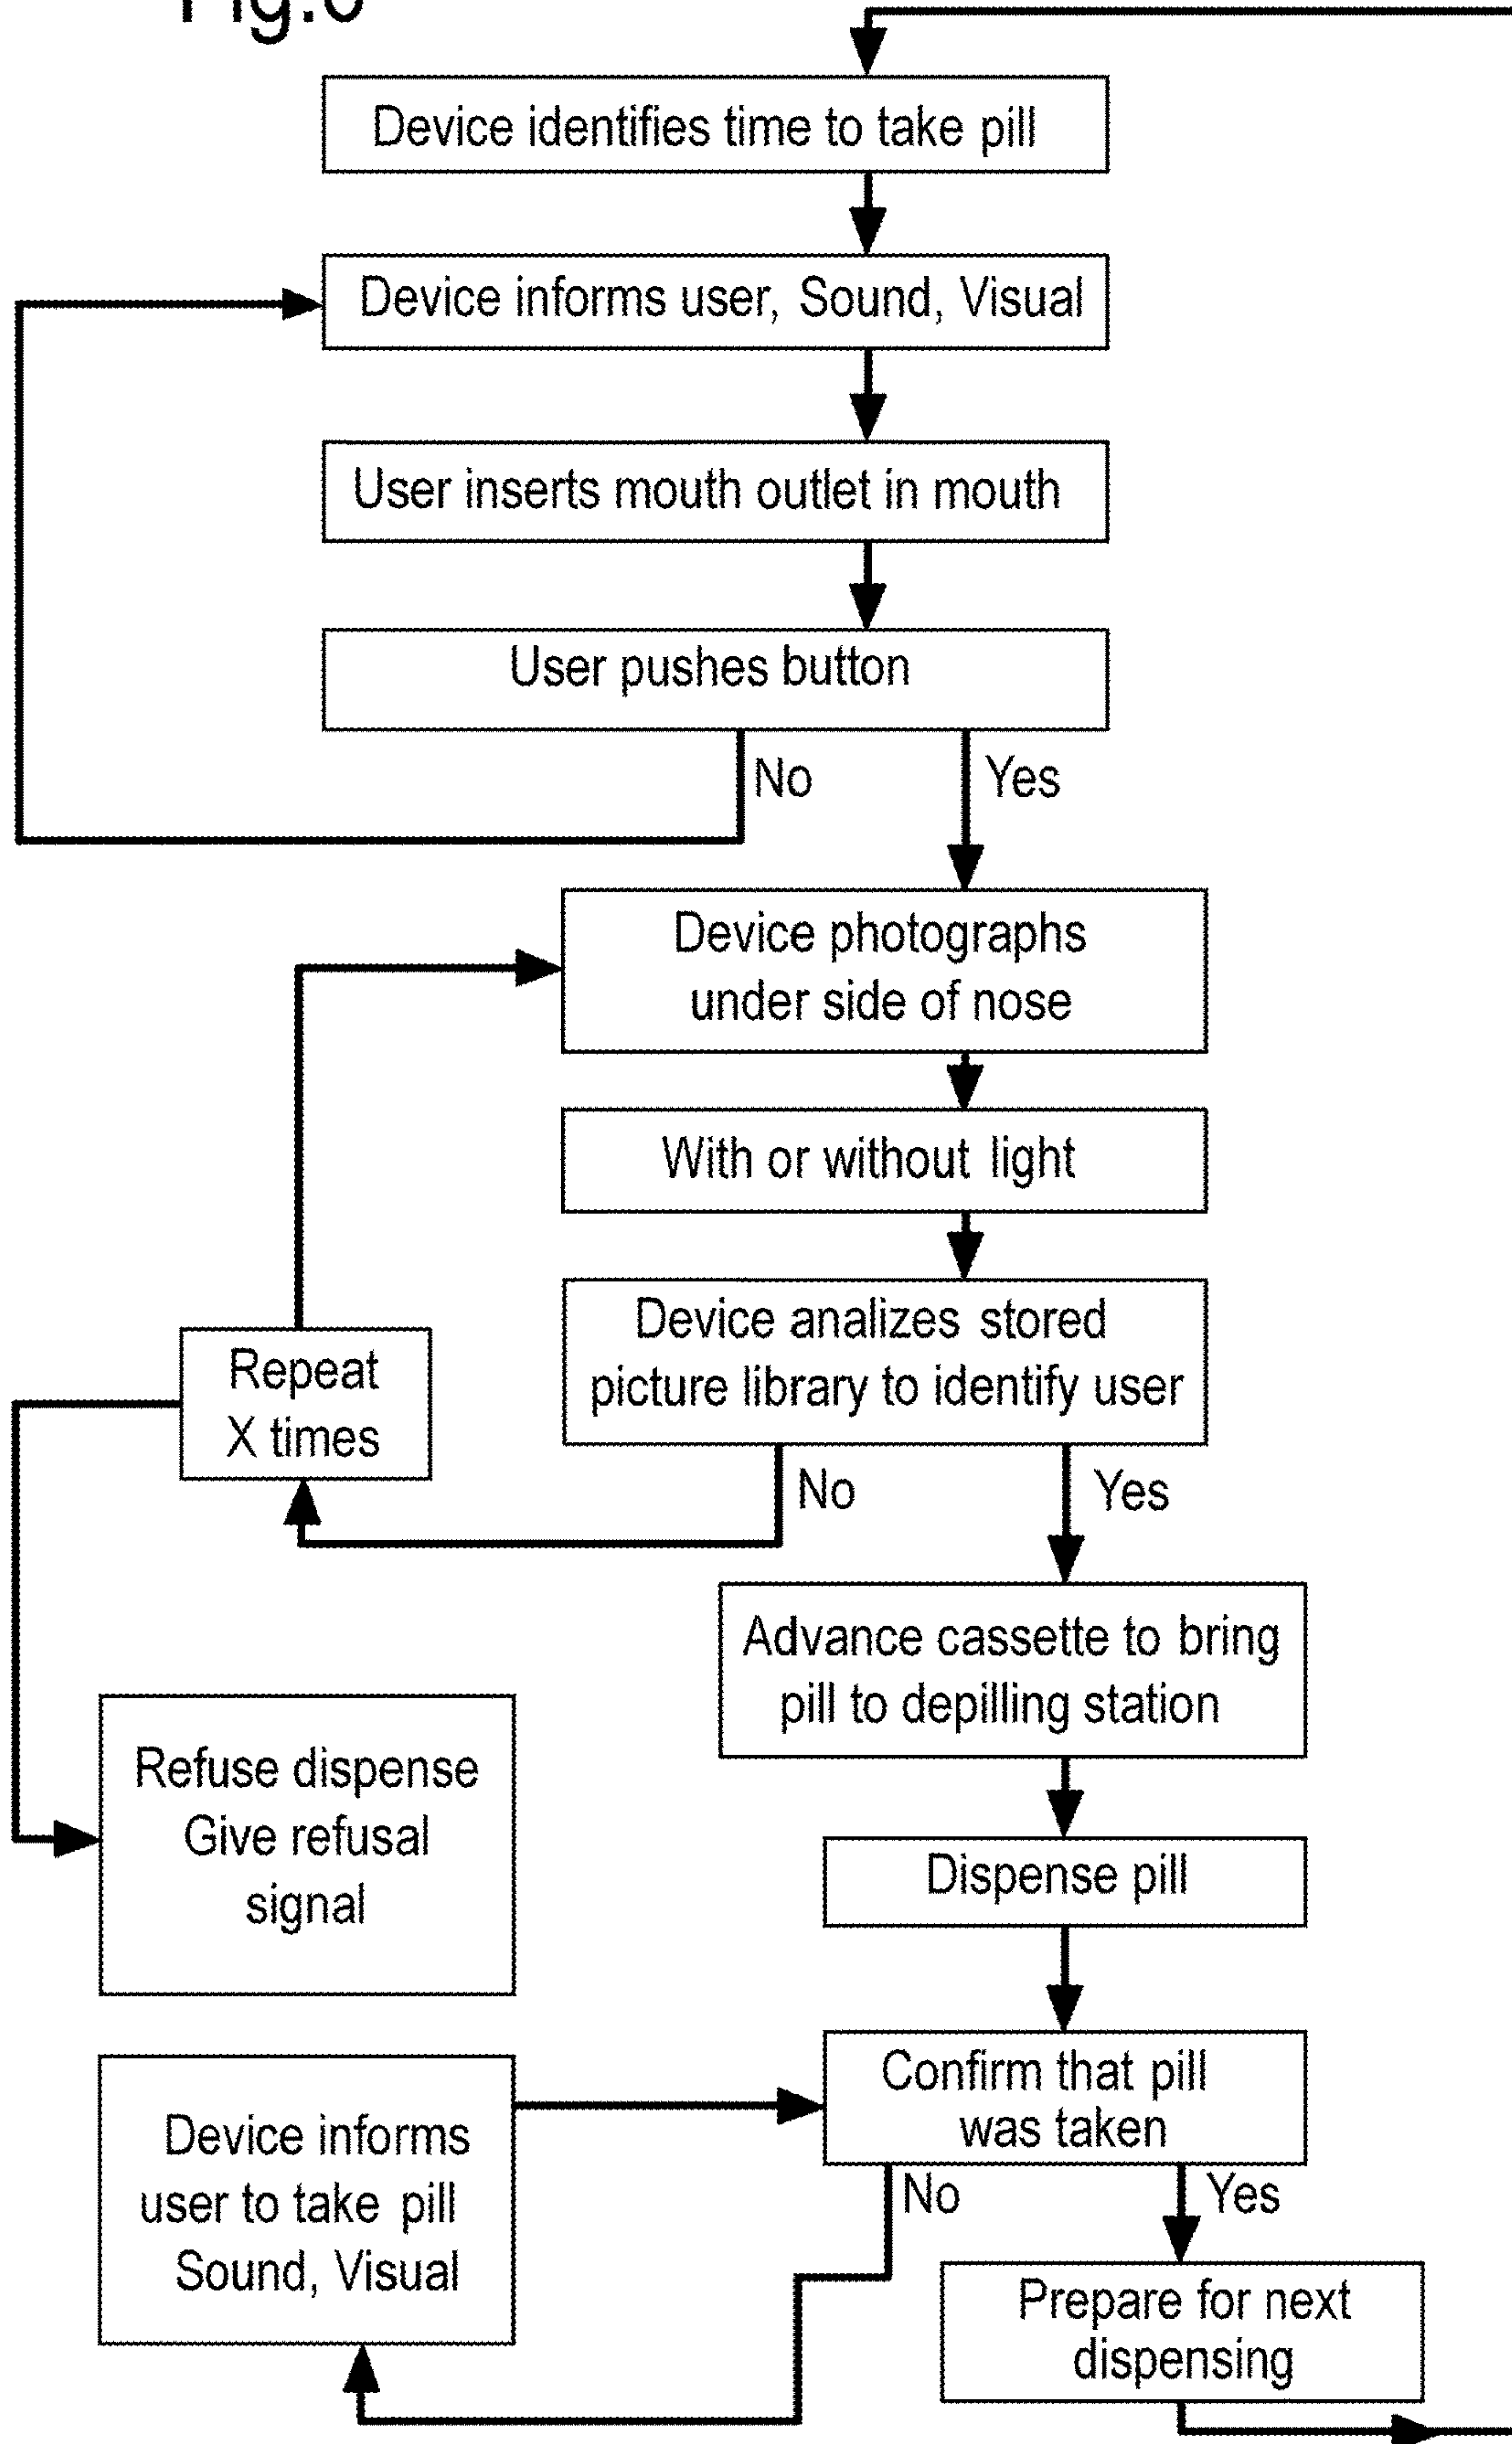 Device identifies time to take pill
Device informs user, Sound, Visual
User inserts mouth outlet in mouth
User pushes button
No
Yes
Device photographs
under side of nose
With or without light
Device analizes stored
picture library to identify user
Repeat
X times
No
Yes
Advance cassette to bring
pill to depilling station
Refuse dispense
Give refusal
signal
Dispense pill
Confirm that pill
was taken
Device informs
user to take pill
Sound, Visual
No
Yes
Prepare for next
dispensing